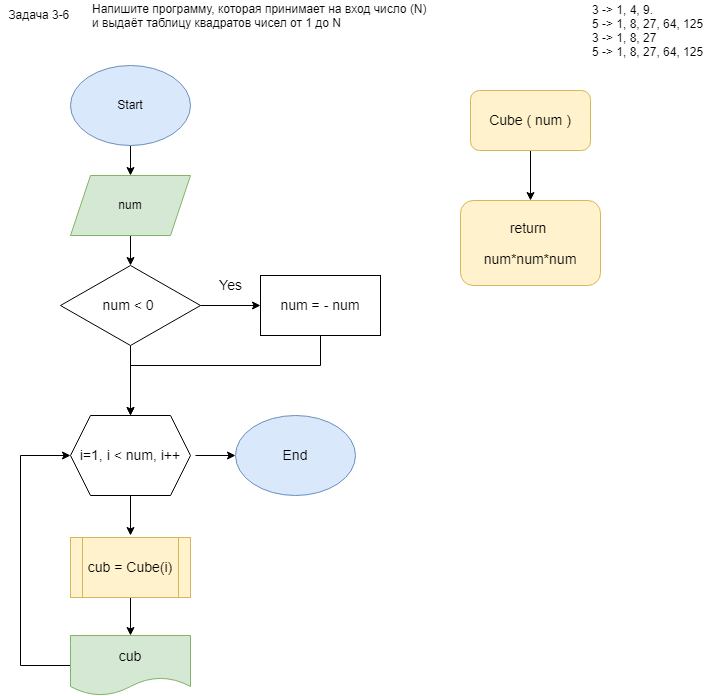 Задача 3-6
Напишите программу, которая принимает на вход число (N)
и выдаёт таблицу квадратов чисел от 1 до N
3 -> 1, 4, 9.
5 -> 1, 8, 27, 64, 125
3 -> 1, 8, 27
5 -> 1, 8, 27, 64, 125
Start
Cube ( num )
num
return
num*num*num
num < 0
Yes
num = - num
i=1, i < num, i++
End
cub = Cube(i)
cub